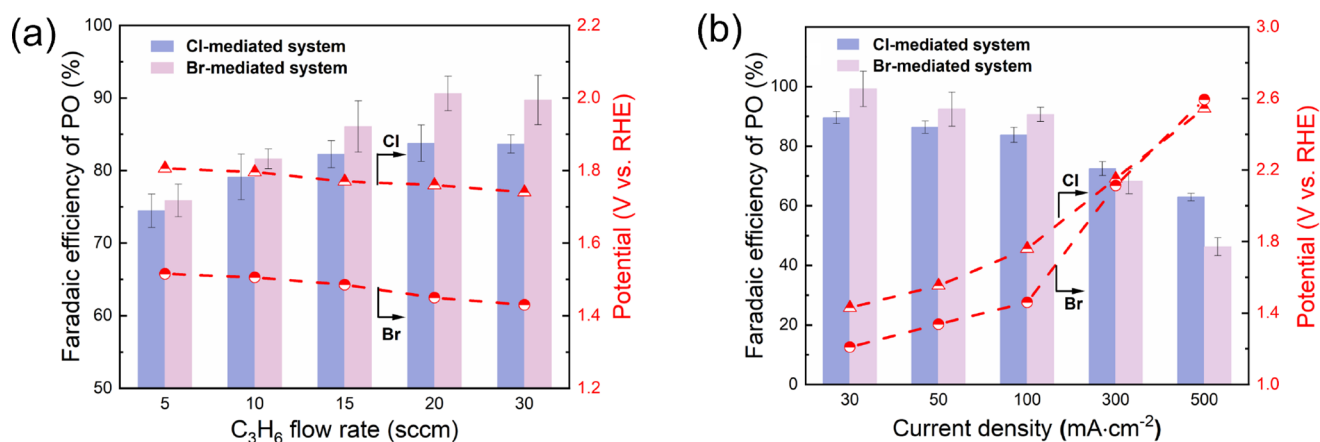 (a)
Faradaic efficiency of PO (%)
100
90
80
70
60
50
Cl-mediated system
Br-mediated system
Cl
Br
2.2
2.0
1.8
1.6
1.4
1.2
Potential (V vs. RHE)
5 10 15 20 30
C₃H₆ flow rate (sccm)
(b)
Faradaic efficiency of PO (%)
100
80
60
40
20
0
Cl-mediated system
Br-mediated system
Cl
Br
3.0
2.6
2.2
1.8
1.4
1.0
Potential (V vs. RHE)
30 50 100 300 500
Current density (mA·cm⁻²)